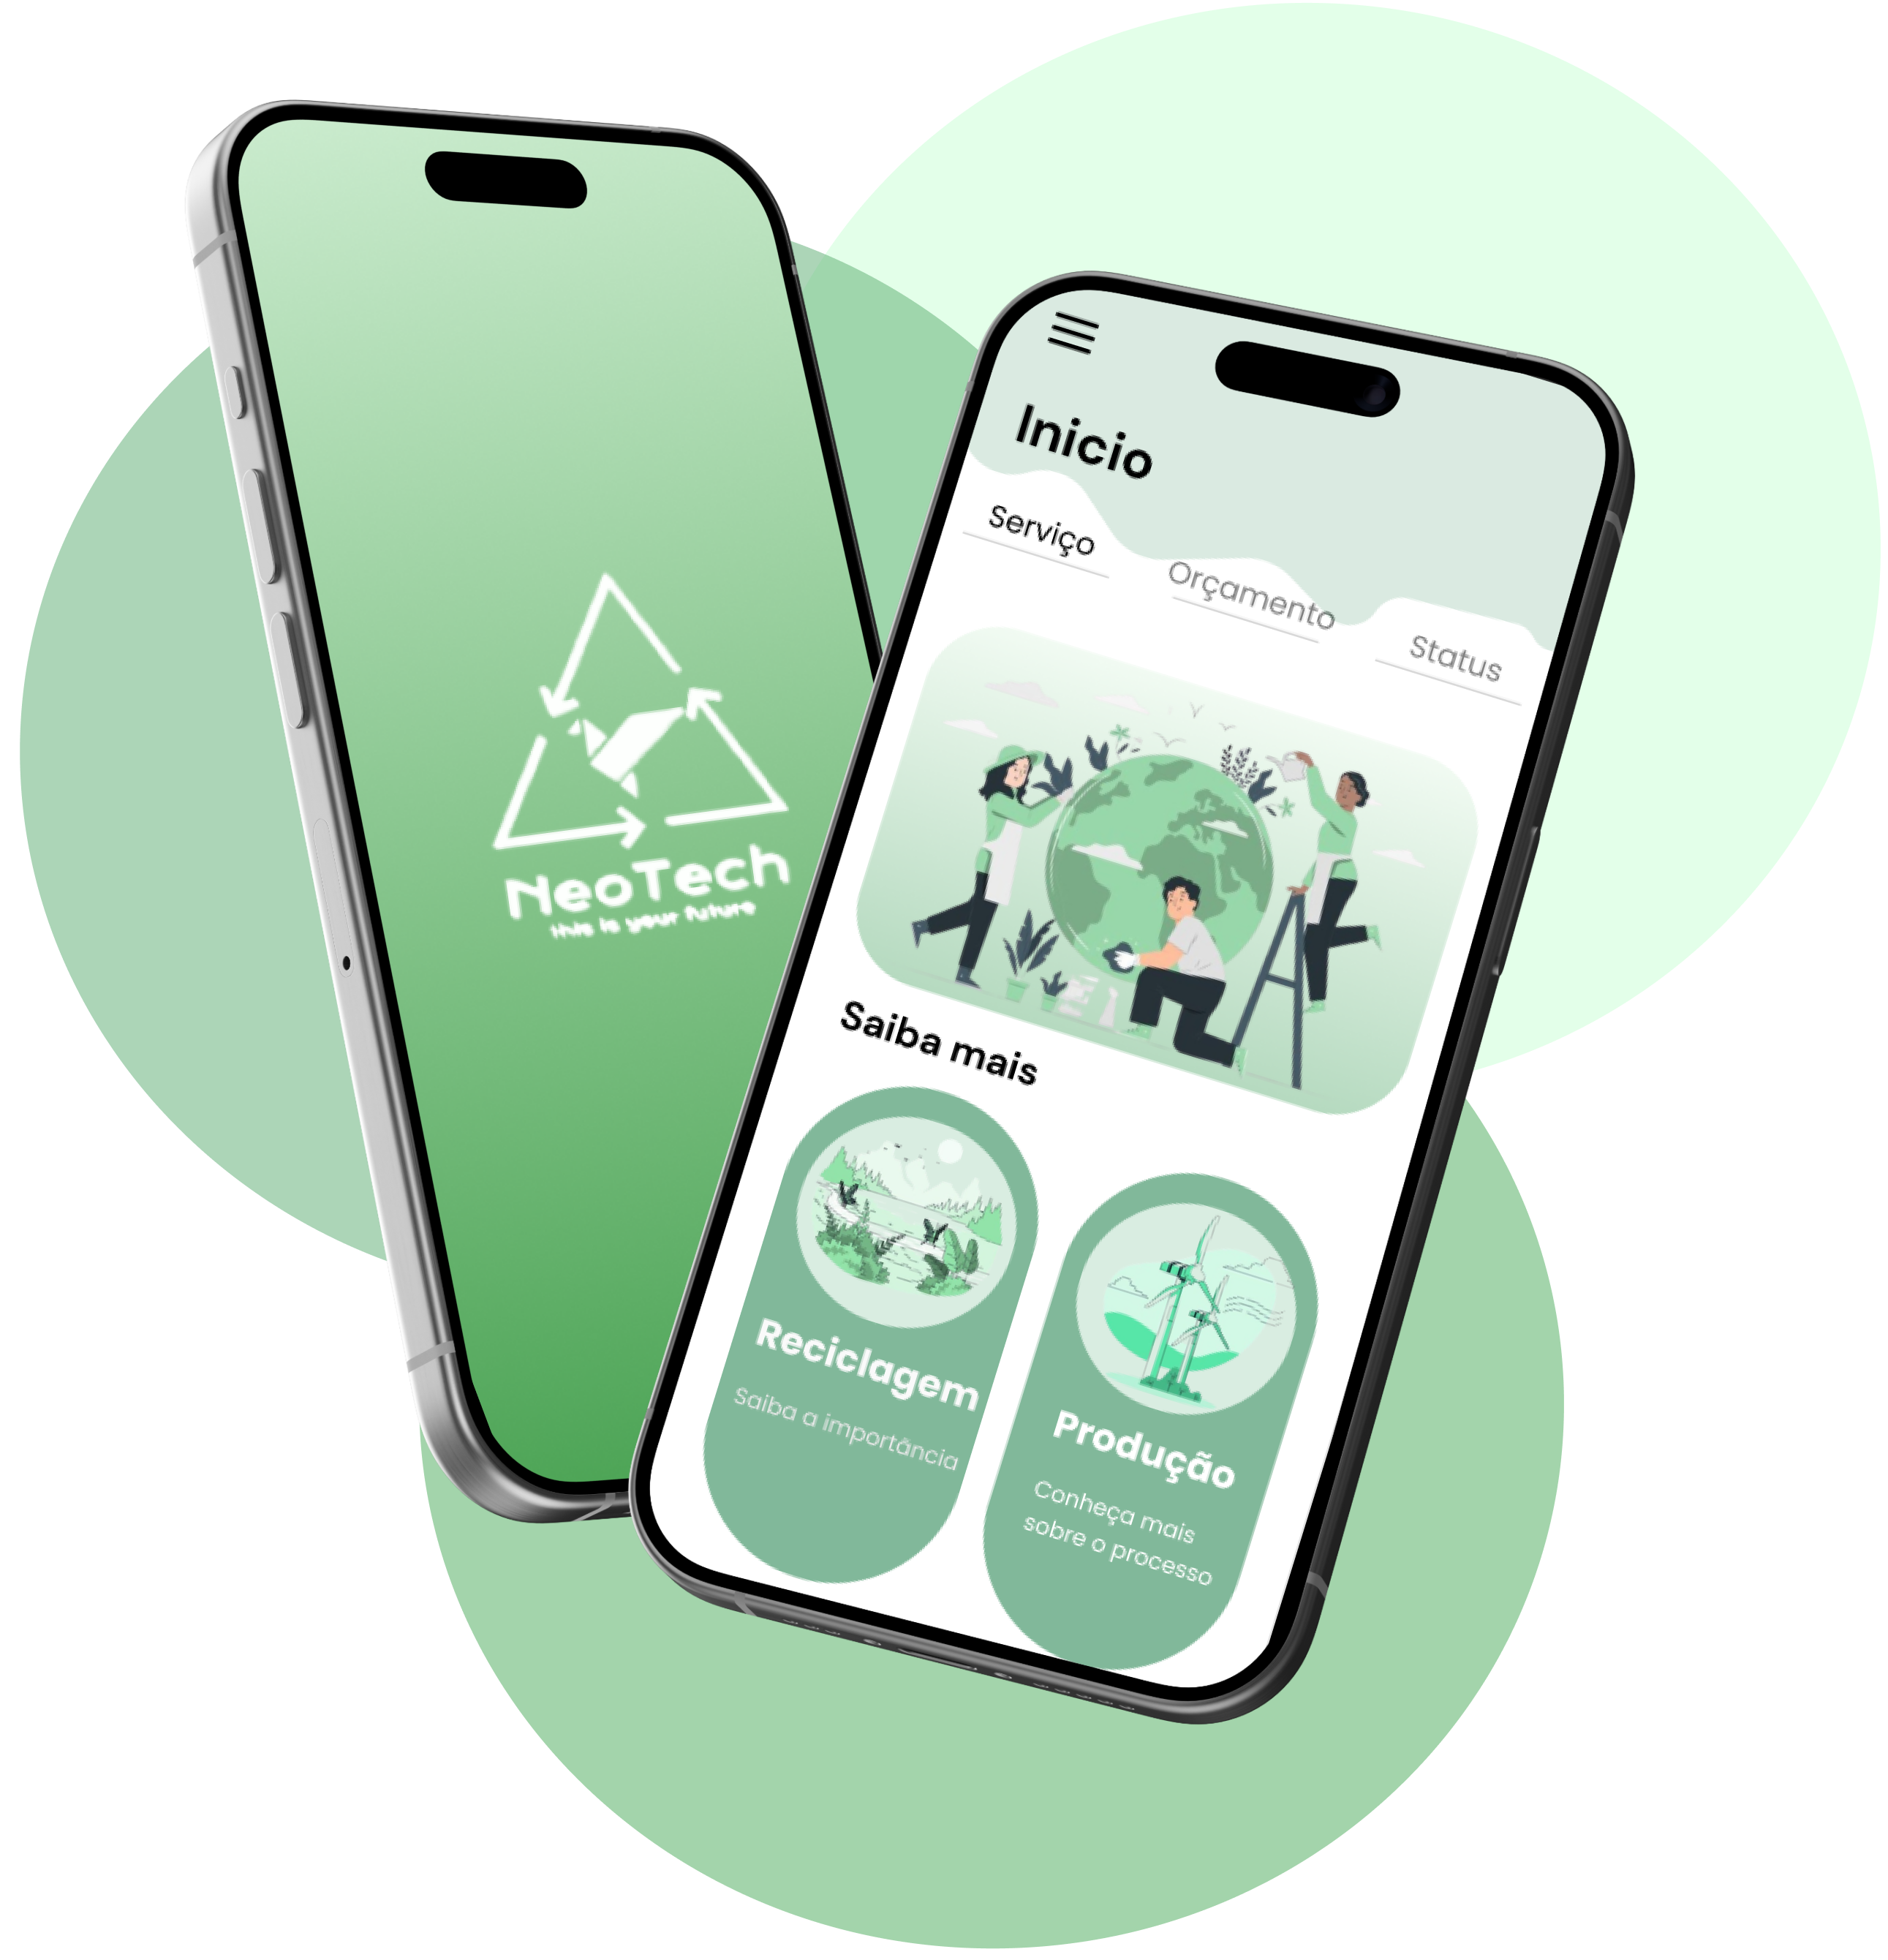 NeoTech
this is your future
Inicio
Serviço
Orçamento
Status
Saiba mais
Reciclagem
Saiba a importância
Produção
Conheça mais
sobre o processo